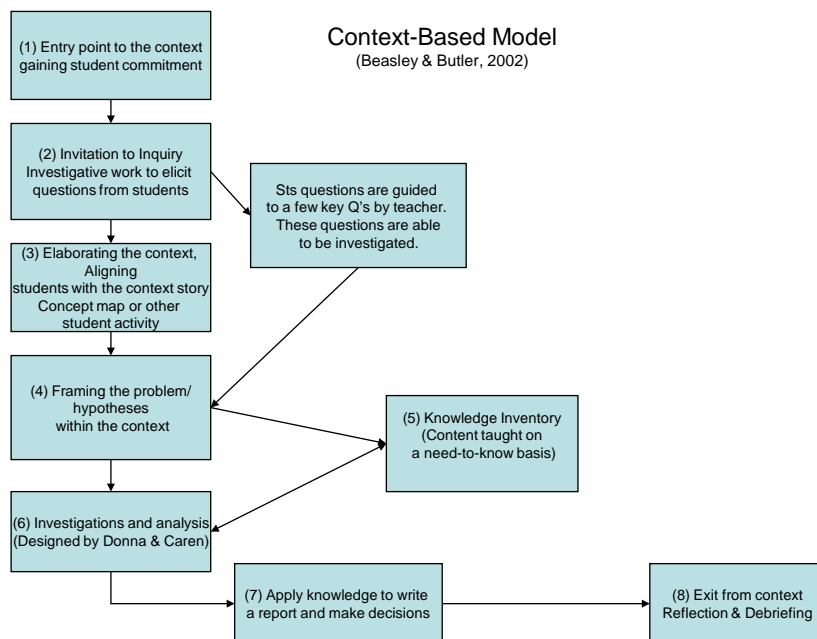 Context-Based Model
(Beasley & Butler, 2002)
(1) Entry point to the context
gaining student commitment
(2) Invitation to Inquiry
Investigative work to elicit
questions from students
Sts questions are guided
to a few key Q's by teacher.
These questions are able
to be investigated.
(3) Elaborating the context,
Aligning
students with the context story
Concept map or other
student activity
(4) Framing the problem/
hypotheses
within the context
(5) Knowledge Inventory
(Content taught on
a need-to-know basis)
(6) Investigations and analysis
(Designed by Donna & Caren)
(7) Apply knowledge to write
a report and make decisions
(8) Exit from context
Reflection & Debriefing